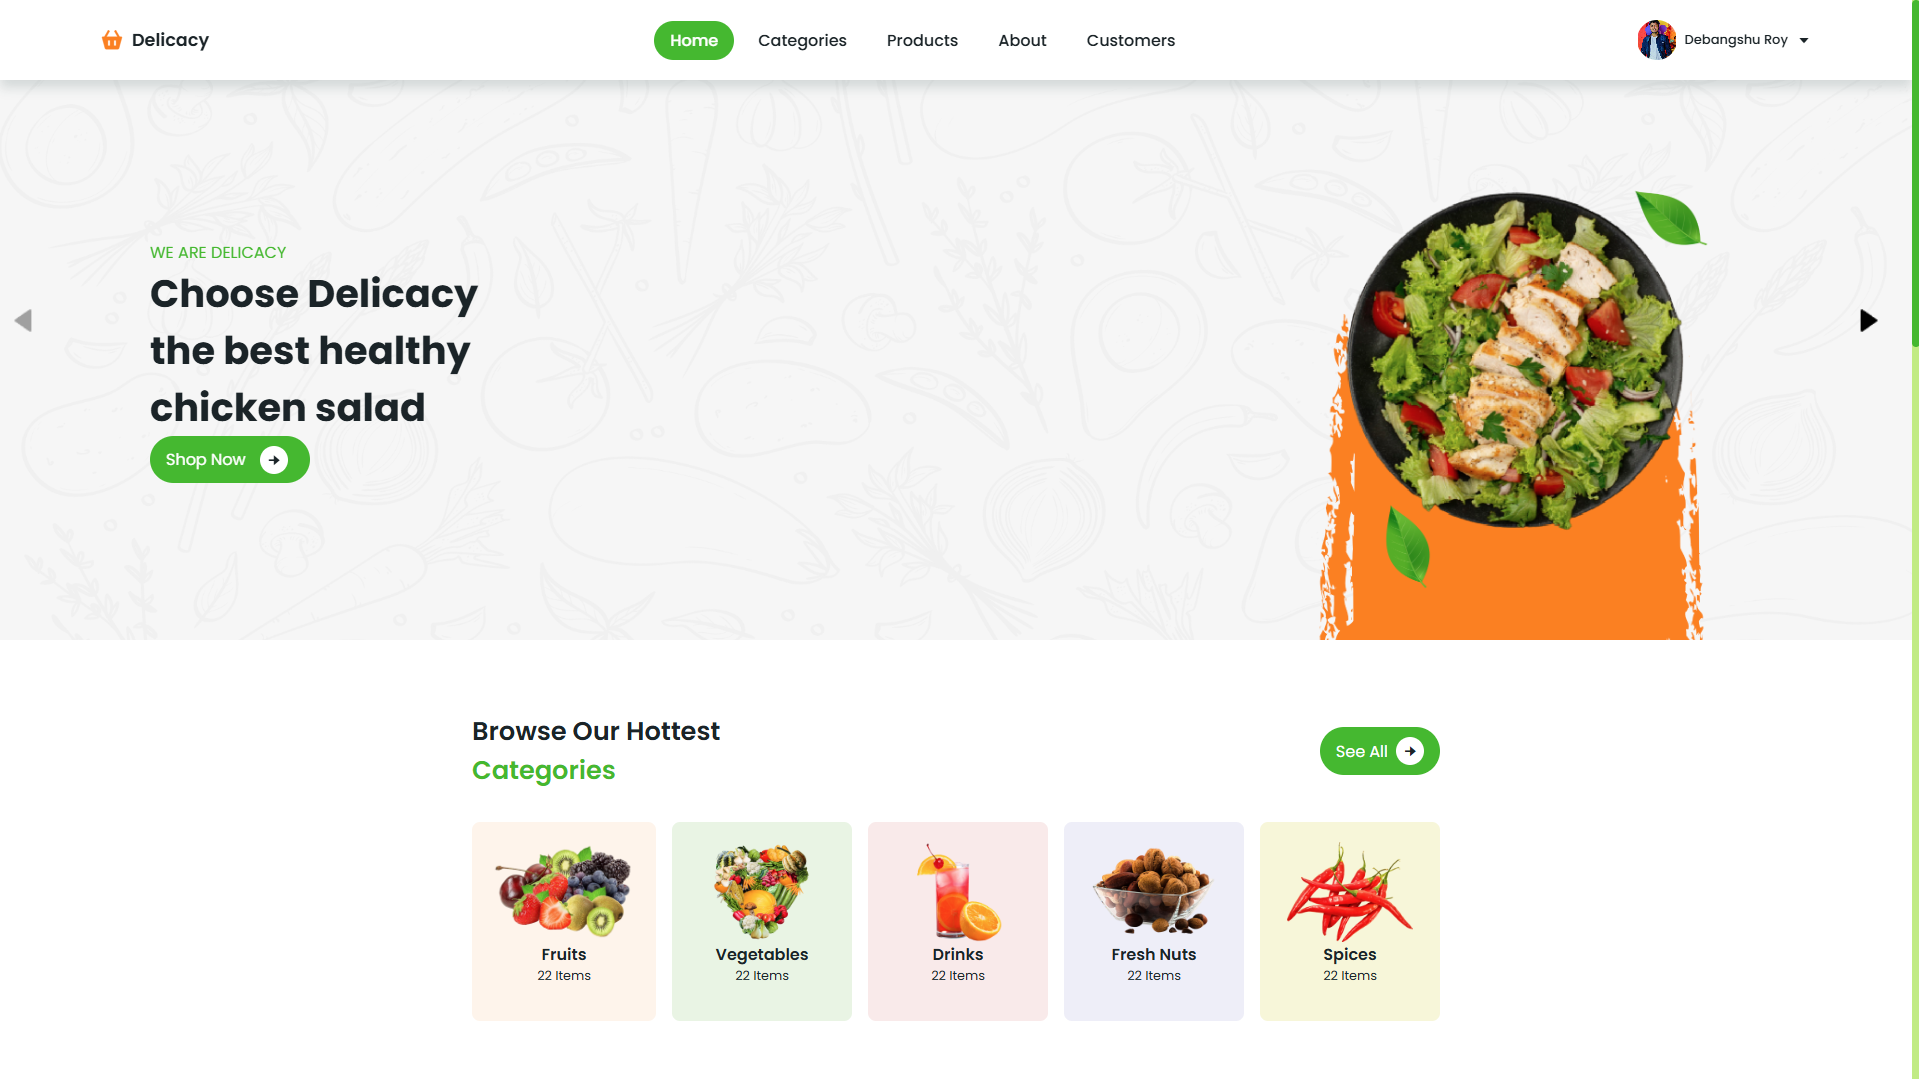 Delicacy
Home
Categories
Products
About
Customers
Debangshu Roy
WE ARE DELICACY
Choose Delicacy
the best healthy
chicken salad
Shop Now
Browse Our Hottest
Categories
See All
Fruits
22 Items
Vegetables
22 Items
Drinks
22 Items
Fresh Nuts
22 Items
Spices
22 Items